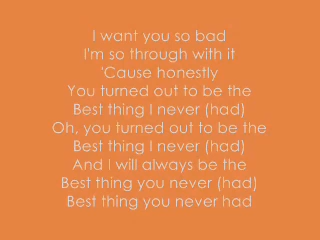 I want you so bad
I'm so through with it
'Cause honestly
You turned out to be the
Best thing I never (had)
Oh, you turned out to be the
Best thing I never (had)
And I will always be the
Best thing you never (had)
Best thing you never had